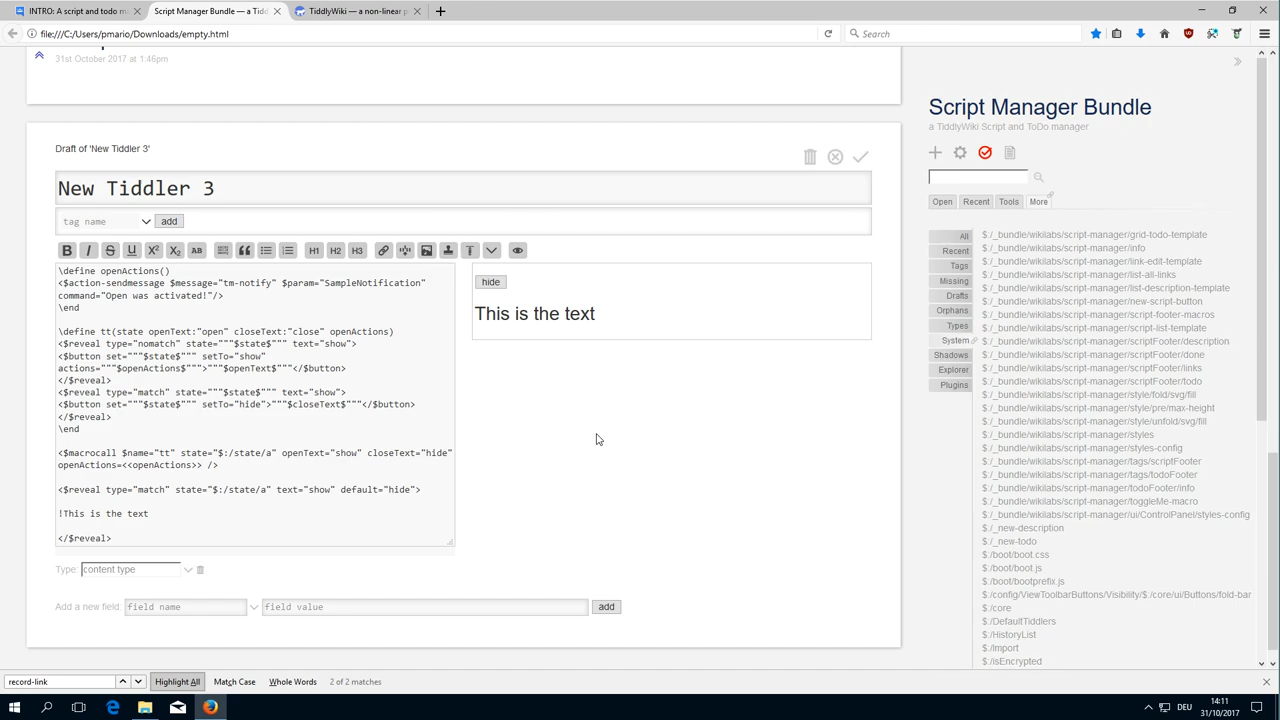 INTRO: A script and todo m
Script Manager Bundle — a Tidd
TiddlyWiki — a non-linear p
file:///C:/Users/pmario/Downloads/empty.html
Search
31st October 2017 at 1:46pm
Draft of 'New Tiddler 3'
New Tiddler 3
tag name
add
B I S U X² X₂ AB H1 H2 H3
\define openActions()
<$action-sendmessage $message="tm-notify" $param="SampleNotification"
command="Open was activated!"/>
\end
\define tt(state openText:"open" closeText:"close" openActions)
<$reveal type="nomatch" state="""$state$""" text="show">
<$button set="""$state$""" setTo="show"
actions="""$openActions$""">"""$openText$"""</$button>
</$reveal>
<$reveal type="match" state="""$state$""" text="show">
<$button set="""$state$""" setTo="hide">"""$closeText$"""</$button>
</$reveal>
\end
<$macrocall $name="tt" state="$:/state/a" openText="show" closeText="hide"
openActions=<<openActions>> />
<$reveal type="match" state="$:/state/a" text="show" default="hide">
!This is the text
</$reveal>
hide
This is the text
Type:
content type
Add a new field:
field name
field value
add
Script Manager Bundle
a TiddlyWiki Script and ToDo manager
Open
Recent
Tools
More
All
Recent
Tags
Missing
Drafts
Orphans
Types
System
Shadows
Explorer
Plugins
$:/_bundle/wikilabs/script-manager/grid-todo-template
$:/_bundle/wikilabs/script-manager/info
$:/_bundle/wikilabs/script-manager/link-edit-template
$:/_bundle/wikilabs/script-manager/list-all-links
$:/_bundle/wikilabs/script-manager/list-description-template
$:/_bundle/wikilabs/script-manager/new-script-button
$:/_bundle/wikilabs/script-manager/script-footer-macros
$:/_bundle/wikilabs/script-manager/script-list-template
$:/_bundle/wikilabs/script-manager/scriptFooter/description
$:/_bundle/wikilabs/script-manager/scriptFooter/done
$:/_bundle/wikilabs/script-manager/scriptFooter/links
$:/_bundle/wikilabs/script-manager/scriptFooter/todo
$:/_bundle/wikilabs/script-manager/style/fold/svg/fill
$:/_bundle/wikilabs/script-manager/style/pre/max-height
$:/_bundle/wikilabs/script-manager/style/unfold/svg/fill
$:/_bundle/wikilabs/script-manager/styles
$:/_bundle/wikilabs/script-manager/styles-config
$:/_bundle/wikilabs/script-manager/tags/scriptFooter
$:/_bundle/wikilabs/script-manager/tags/todoFooter
$:/_bundle/wikilabs/script-manager/todoFooter/info
$:/_bundle/wikilabs/script-manager/toggleMe-macro
$:/_bundle/wikilabs/script-manager/ui/ControlPanel/styles-config
$:/_new-description
$:/_new-todo
$:/boot/boot.css
$:/boot/boot.js
$:/boot/bootprefix.js
$:/config/ViewToolbarButtons/Visibility/$:/core/ui/Buttons/fold-bar
$:/core
$:/DefaultTiddlers
$:/HistoryList
$:/Import
$:/isEncrypted
record-link
Highlight All
Match Case
Whole Words
2 of 2 matches
DEU
14:11
31/10/2017